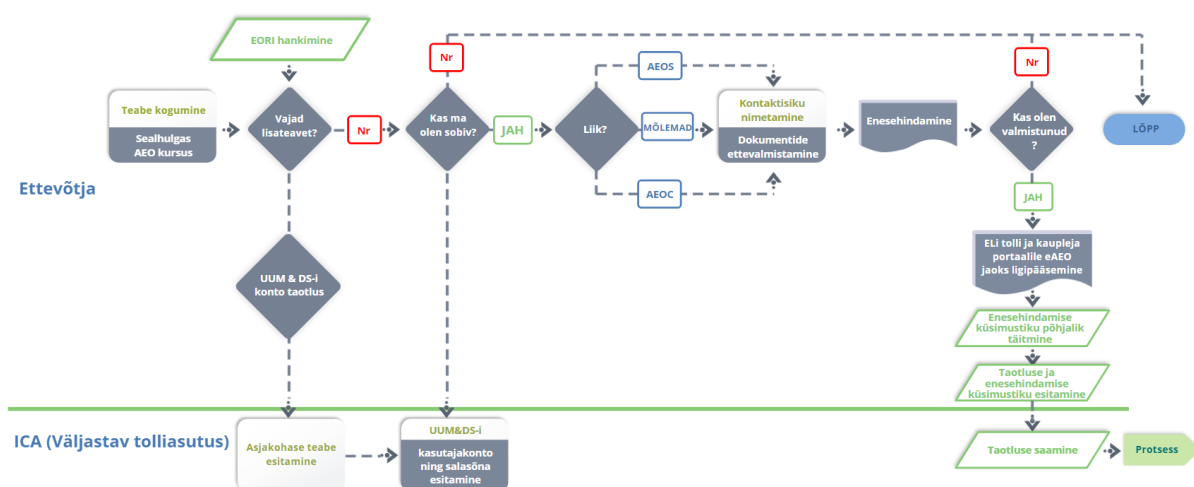 EORI hankimine
Nr
Nr
AEOS
Teabe kogumine
Sealhulgas
AEO kursus
Vajad
lisateavet?
Nr
Kas ma
olen sobiv?
JAH
Liik?
MÕLEMAD
Kontaktisiku
nimetamine
Dokumentide
ettevalmistamine
Enesehindamine
Kas olen
valmistunud
?
LÕPP
AEOC
JAH
Ettevõtja
UUM & DS-i
konto taotlus
ELi tolli ja kaupleja
portaalile eAEO
jaoks ligipääsemine
Enesehindamise
küsimustiku põhjalik
täitmine
Taotluse ja
enesehindamise
küsimustiku esitamine
ICA (Väljastav tolliasutus)
Asjakohase teabe
esitamine
UUM&DS-i
kasutajakonto
ning salasõna
esitamine
Taotluse saamine
Protsess